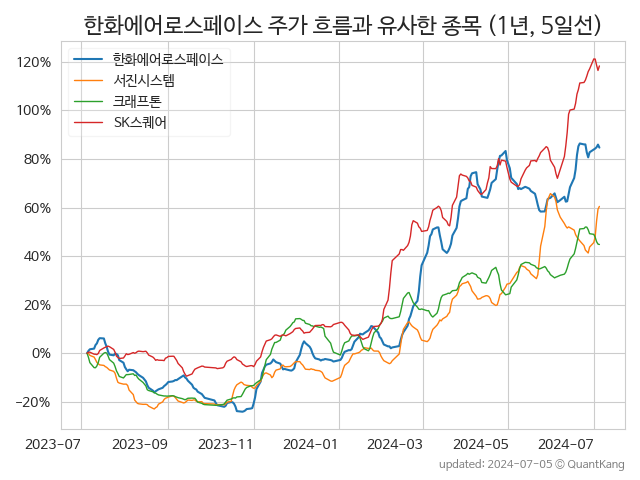 한화에어로스페이스 주가 흐름과 유사한 종목 (1년, 5일선)
한화에어로스페이스
서진시스템
크래프톤
SK스퀘어
120%
100%
80%
60%
40%
20%
0%
−20%
2023-07 2023-09 2023-11 2024-01 2024-03 2024-05 2024-07
updated: 2024-07-05 © QuantKang